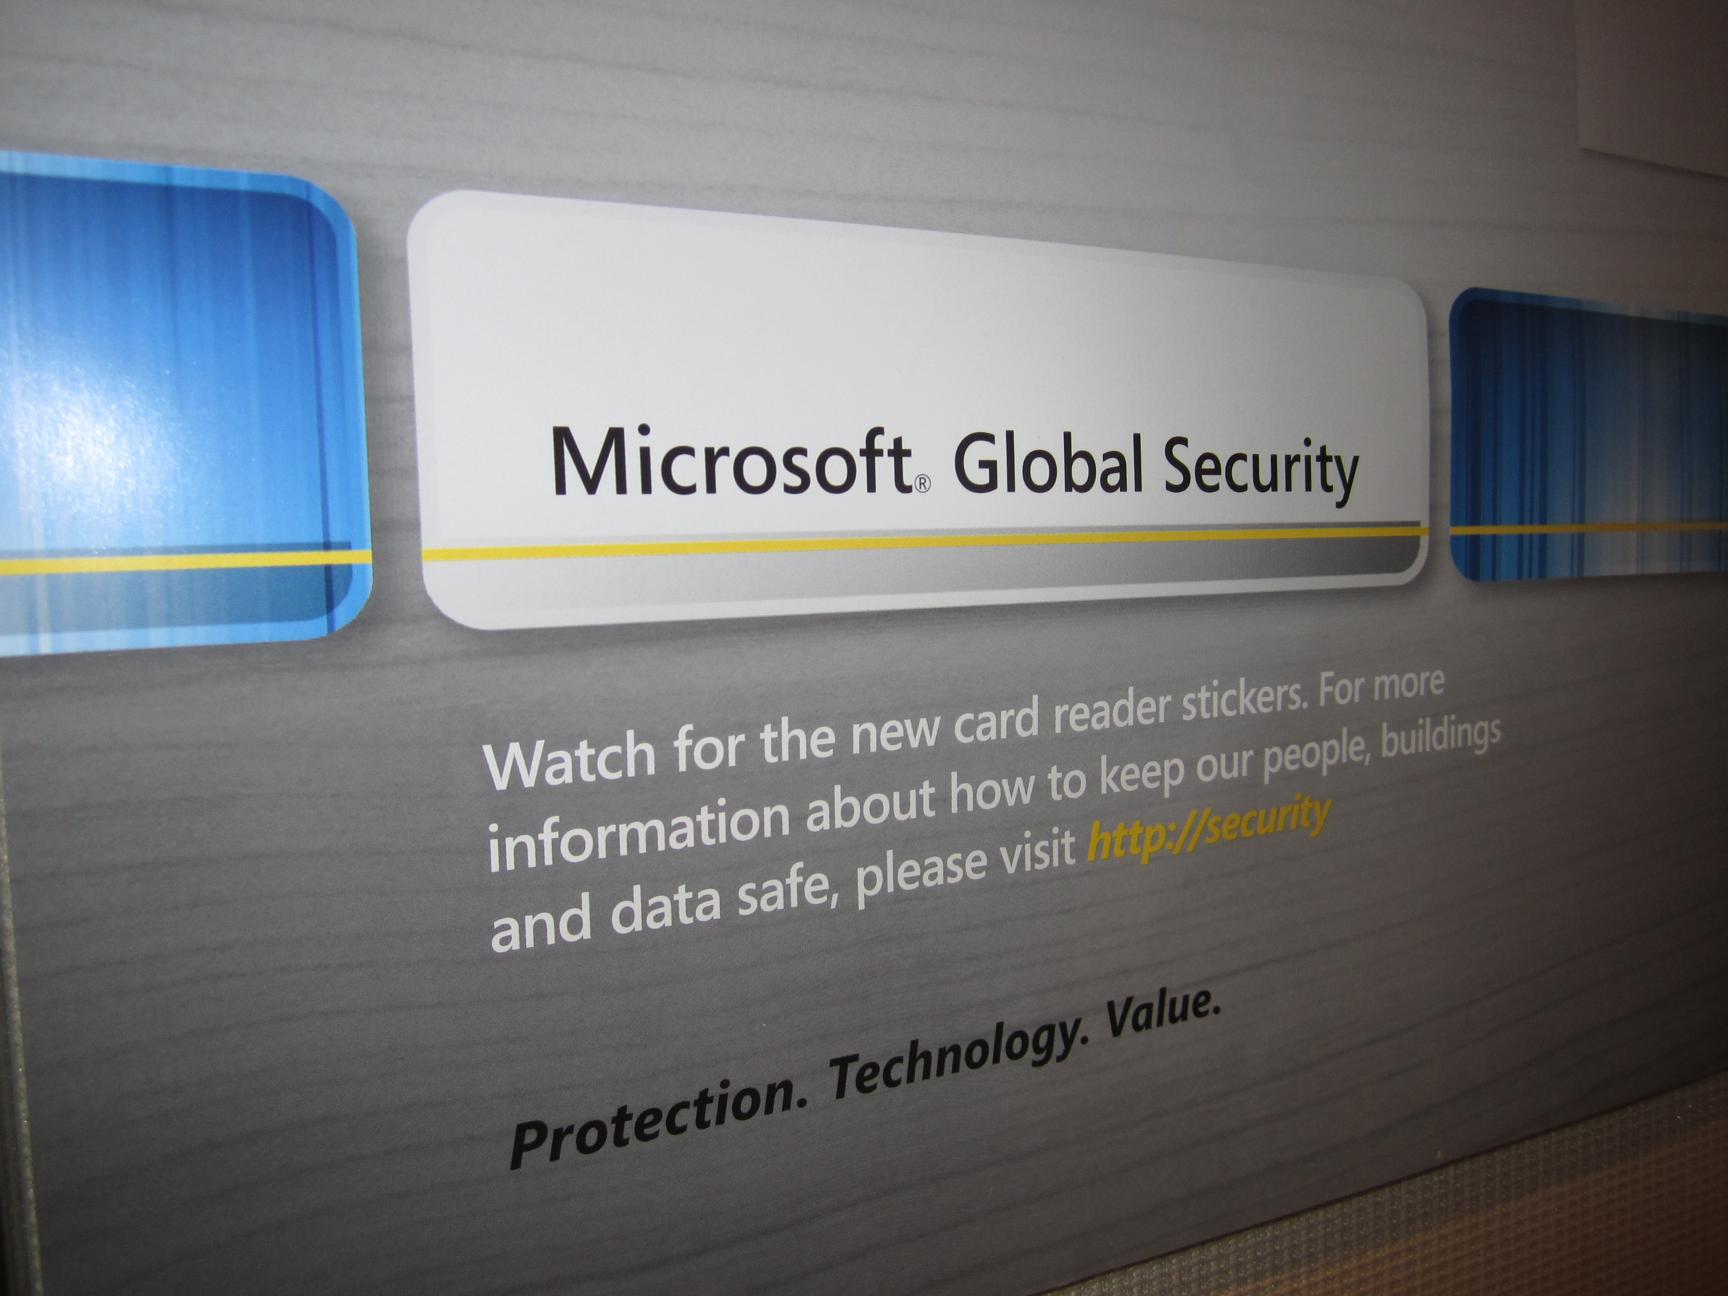 Microsoft® Global Security
Watch for the new card reader stickers. For more
information about how to keep our people, buildings
and data safe, please visit http://security
Protection. Technology. Value.